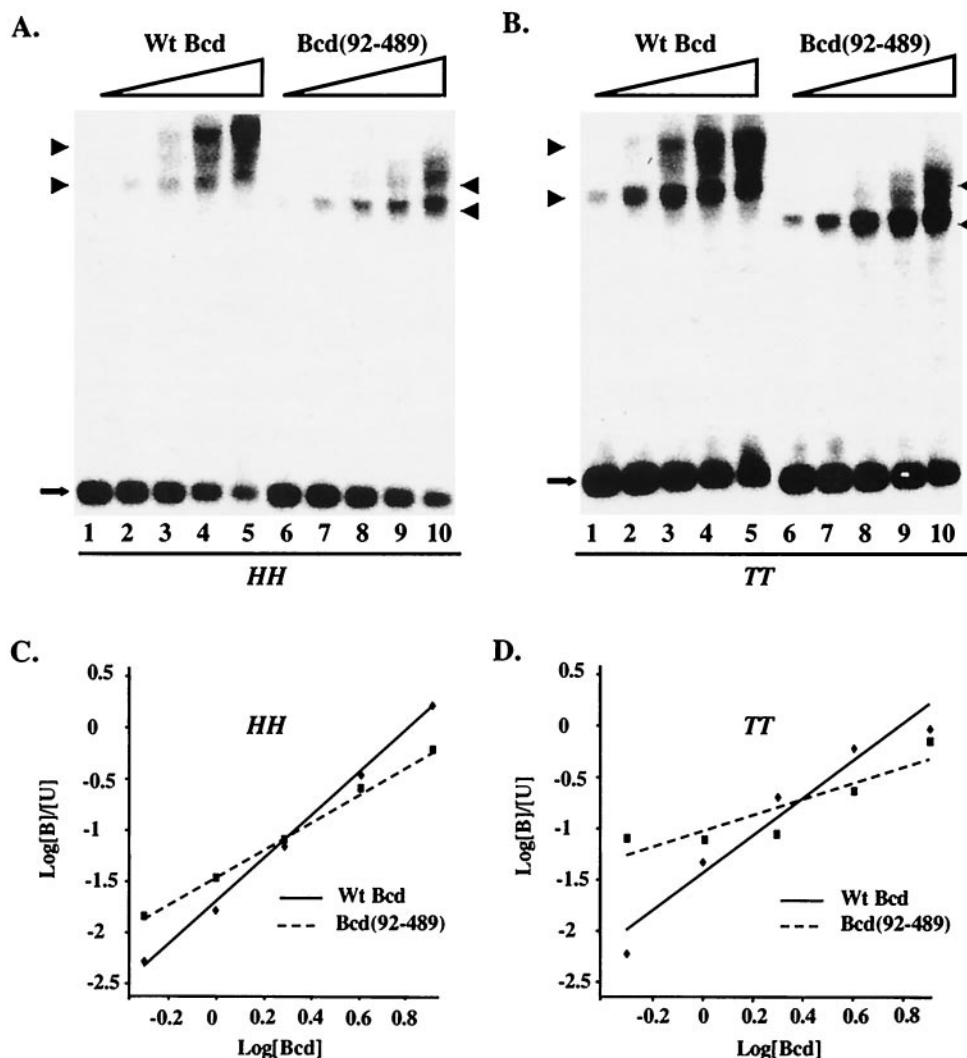 A.
Wt Bcd Bcd(92-489)
1 2 3 4 5 6 7 8 9 10
HH
B.
Wt Bcd Bcd(92-489)
1 2 3 4 5 6 7 8 9 10
TT
C.
0.5
0
-0.5
-1
-1.5
-2
-2.5
Log[B]/[U]
HH
Wt Bcd
Bcd(92-489)
-0.2 0 0.2 0.4 0.6 0.8
Log[Bcd]
D.
0.5
0
-0.5
-1
-1.5
-2
-2.5
Log[B]/[U]
TT
Wt Bcd
Bcd(92-489)
-0.2 0 0.2 0.4 0.6 0.8
Log[Bcd]